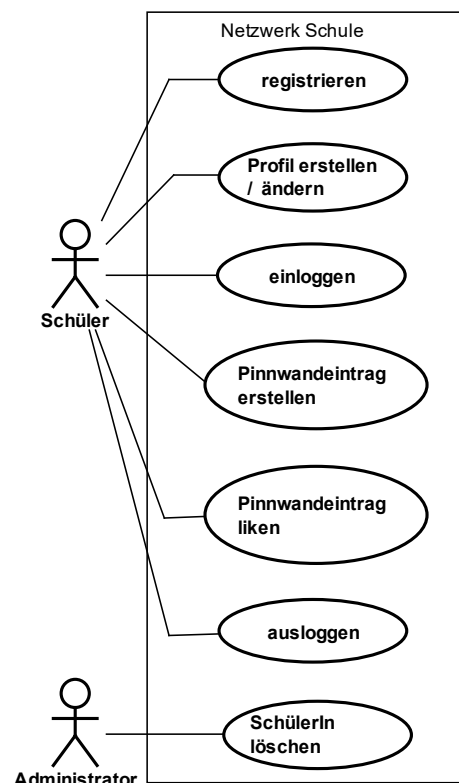 Netzwerk Schule
registrieren
Profil erstellen
/ ändern
einloggen
Schüler
Pinnwandeintrag
erstellen
Pinnwandeintrag
liken
ausloggen
SchülerIn
löschen
Administrator